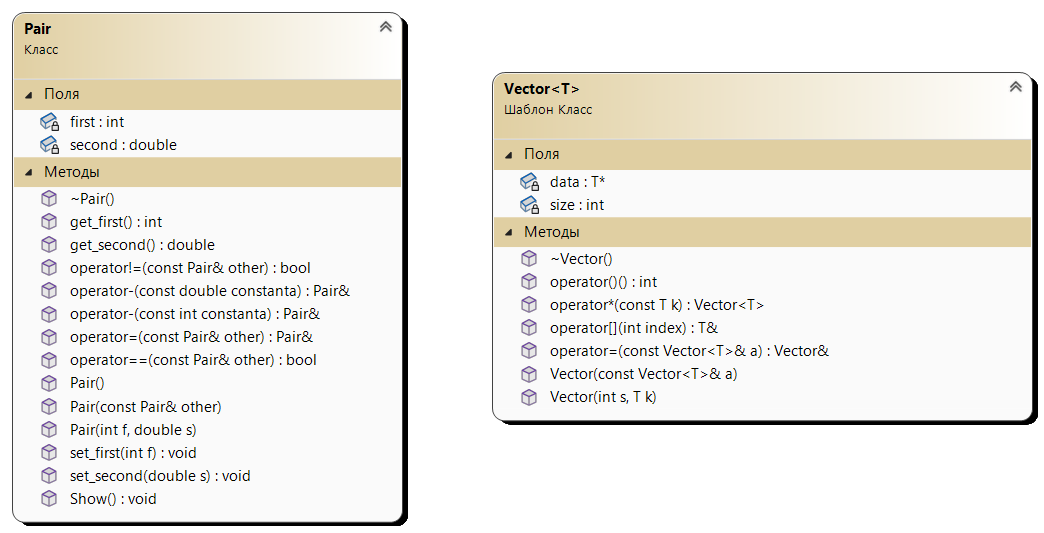 Pair
Класс
Поля
first : int
second : double
Методы
~Pair()
get_first() : int
get_second() : double
operator!=(const Pair& other) : bool
operator-(const double constanta) : Pair&
operator-(const int constanta) : Pair&
operator=(const Pair& other) : Pair&
operator==(const Pair& other) : bool
Pair()
Pair(const Pair& other)
Pair(int f, double s)
set_first(int f) : void
set_second(double s) : void
Show() : void
Vector<T>
Шаблон Класс
Поля
data : T*
size : int
Методы
~Vector()
operator()() : int
operator*(const T k) : Vector<T>
operator[](int index) : T&
operator=(const Vector<T>& a) : Vector&
Vector(const Vector<T>& a)
Vector(int s, T k)